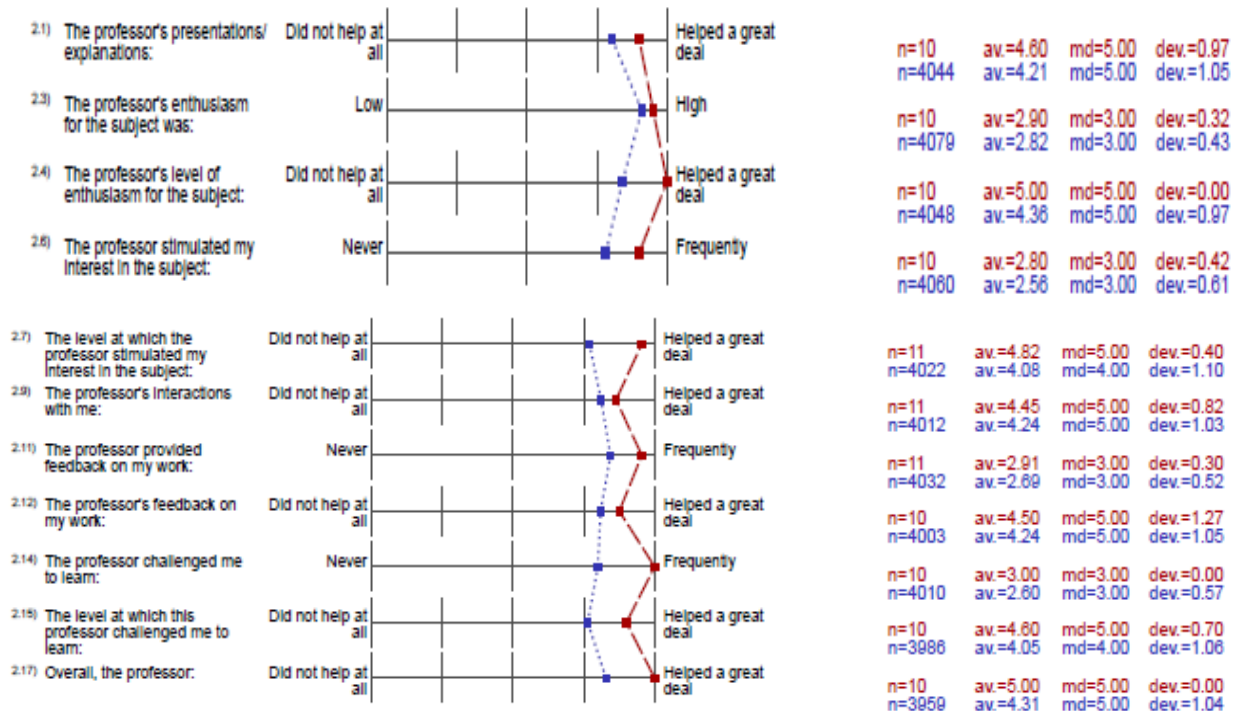 2.1) The professor's presentations/ Did not help at Helped a great
explanations: all deal
n=10 av.=4.60 md=5.00 dev.=0.97
n=4044 av.=4.21 md=5.00 dev.=1.05
2.3) The professor's enthusiasm Low High
for the subject was:
n=10 av.=2.90 md=3.00 dev.=0.32
n=4079 av.=2.82 md=3.00 dev.=0.43
2.4) The professor's level of Did not help at Helped a great
enthusiasm for the subject: all deal
n=10 av.=5.00 md=5.00 dev.=0.00
n=4048 av.=4.36 md=5.00 dev.=0.97
2.6) The professor stimulated my Never Frequently
interest in the subject:
n=10 av.=2.80 md=3.00 dev.=0.42
n=4060 av.=2.56 md=3.00 dev.=0.61
2.7) The level at which the Did not help at Helped a great
professor stimulated my all deal
interest in the subject:
n=11 av.=4.82 md=5.00 dev.=0.40
n=4022 av.=4.08 md=4.00 dev.=1.10
2.9) The professor's interactions Did not help at Helped a great
with me: all deal
n=11 av.=4.45 md=5.00 dev.=0.82
n=4012 av.=4.24 md=5.00 dev.=1.03
2.11) The professor provided Never Frequently
feedback on my work:
n=11 av.=2.91 md=3.00 dev.=0.30
n=4032 av.=2.69 md=3.00 dev.=0.52
2.12) The professor's feedback on Did not help at Helped a great
my work: all deal
n=10 av.=4.50 md=5.00 dev.=1.27
n=4003 av.=4.24 md=5.00 dev.=1.05
2.14) The professor challenged me Never Frequently
to learn:
n=10 av.=3.00 md=3.00 dev.=0.00
n=4010 av.=2.60 md=3.00 dev.=0.57
2.15) The level at which this Did not help at Helped a great
professor challenged me to all deal
learn:
n=10 av.=4.60 md=5.00 dev.=0.70
n=3986 av.=4.05 md=4.00 dev.=1.06
2.17) Overall, the professor: Did not help at Helped a great
all deal
n=10 av.=5.00 md=5.00 dev.=0.00
n=3959 av.=4.31 md=5.00 dev.=1.04